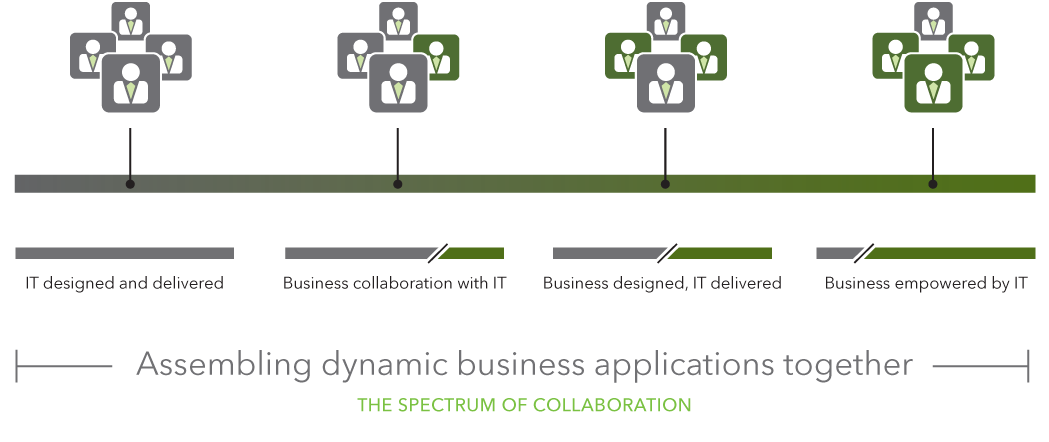 IT designed and delivered
Business collaboration with IT
Business designed, IT delivered
Business empowered by IT
Assembling dynamic business applications together
THE SPECTRUM OF COLLABORATION